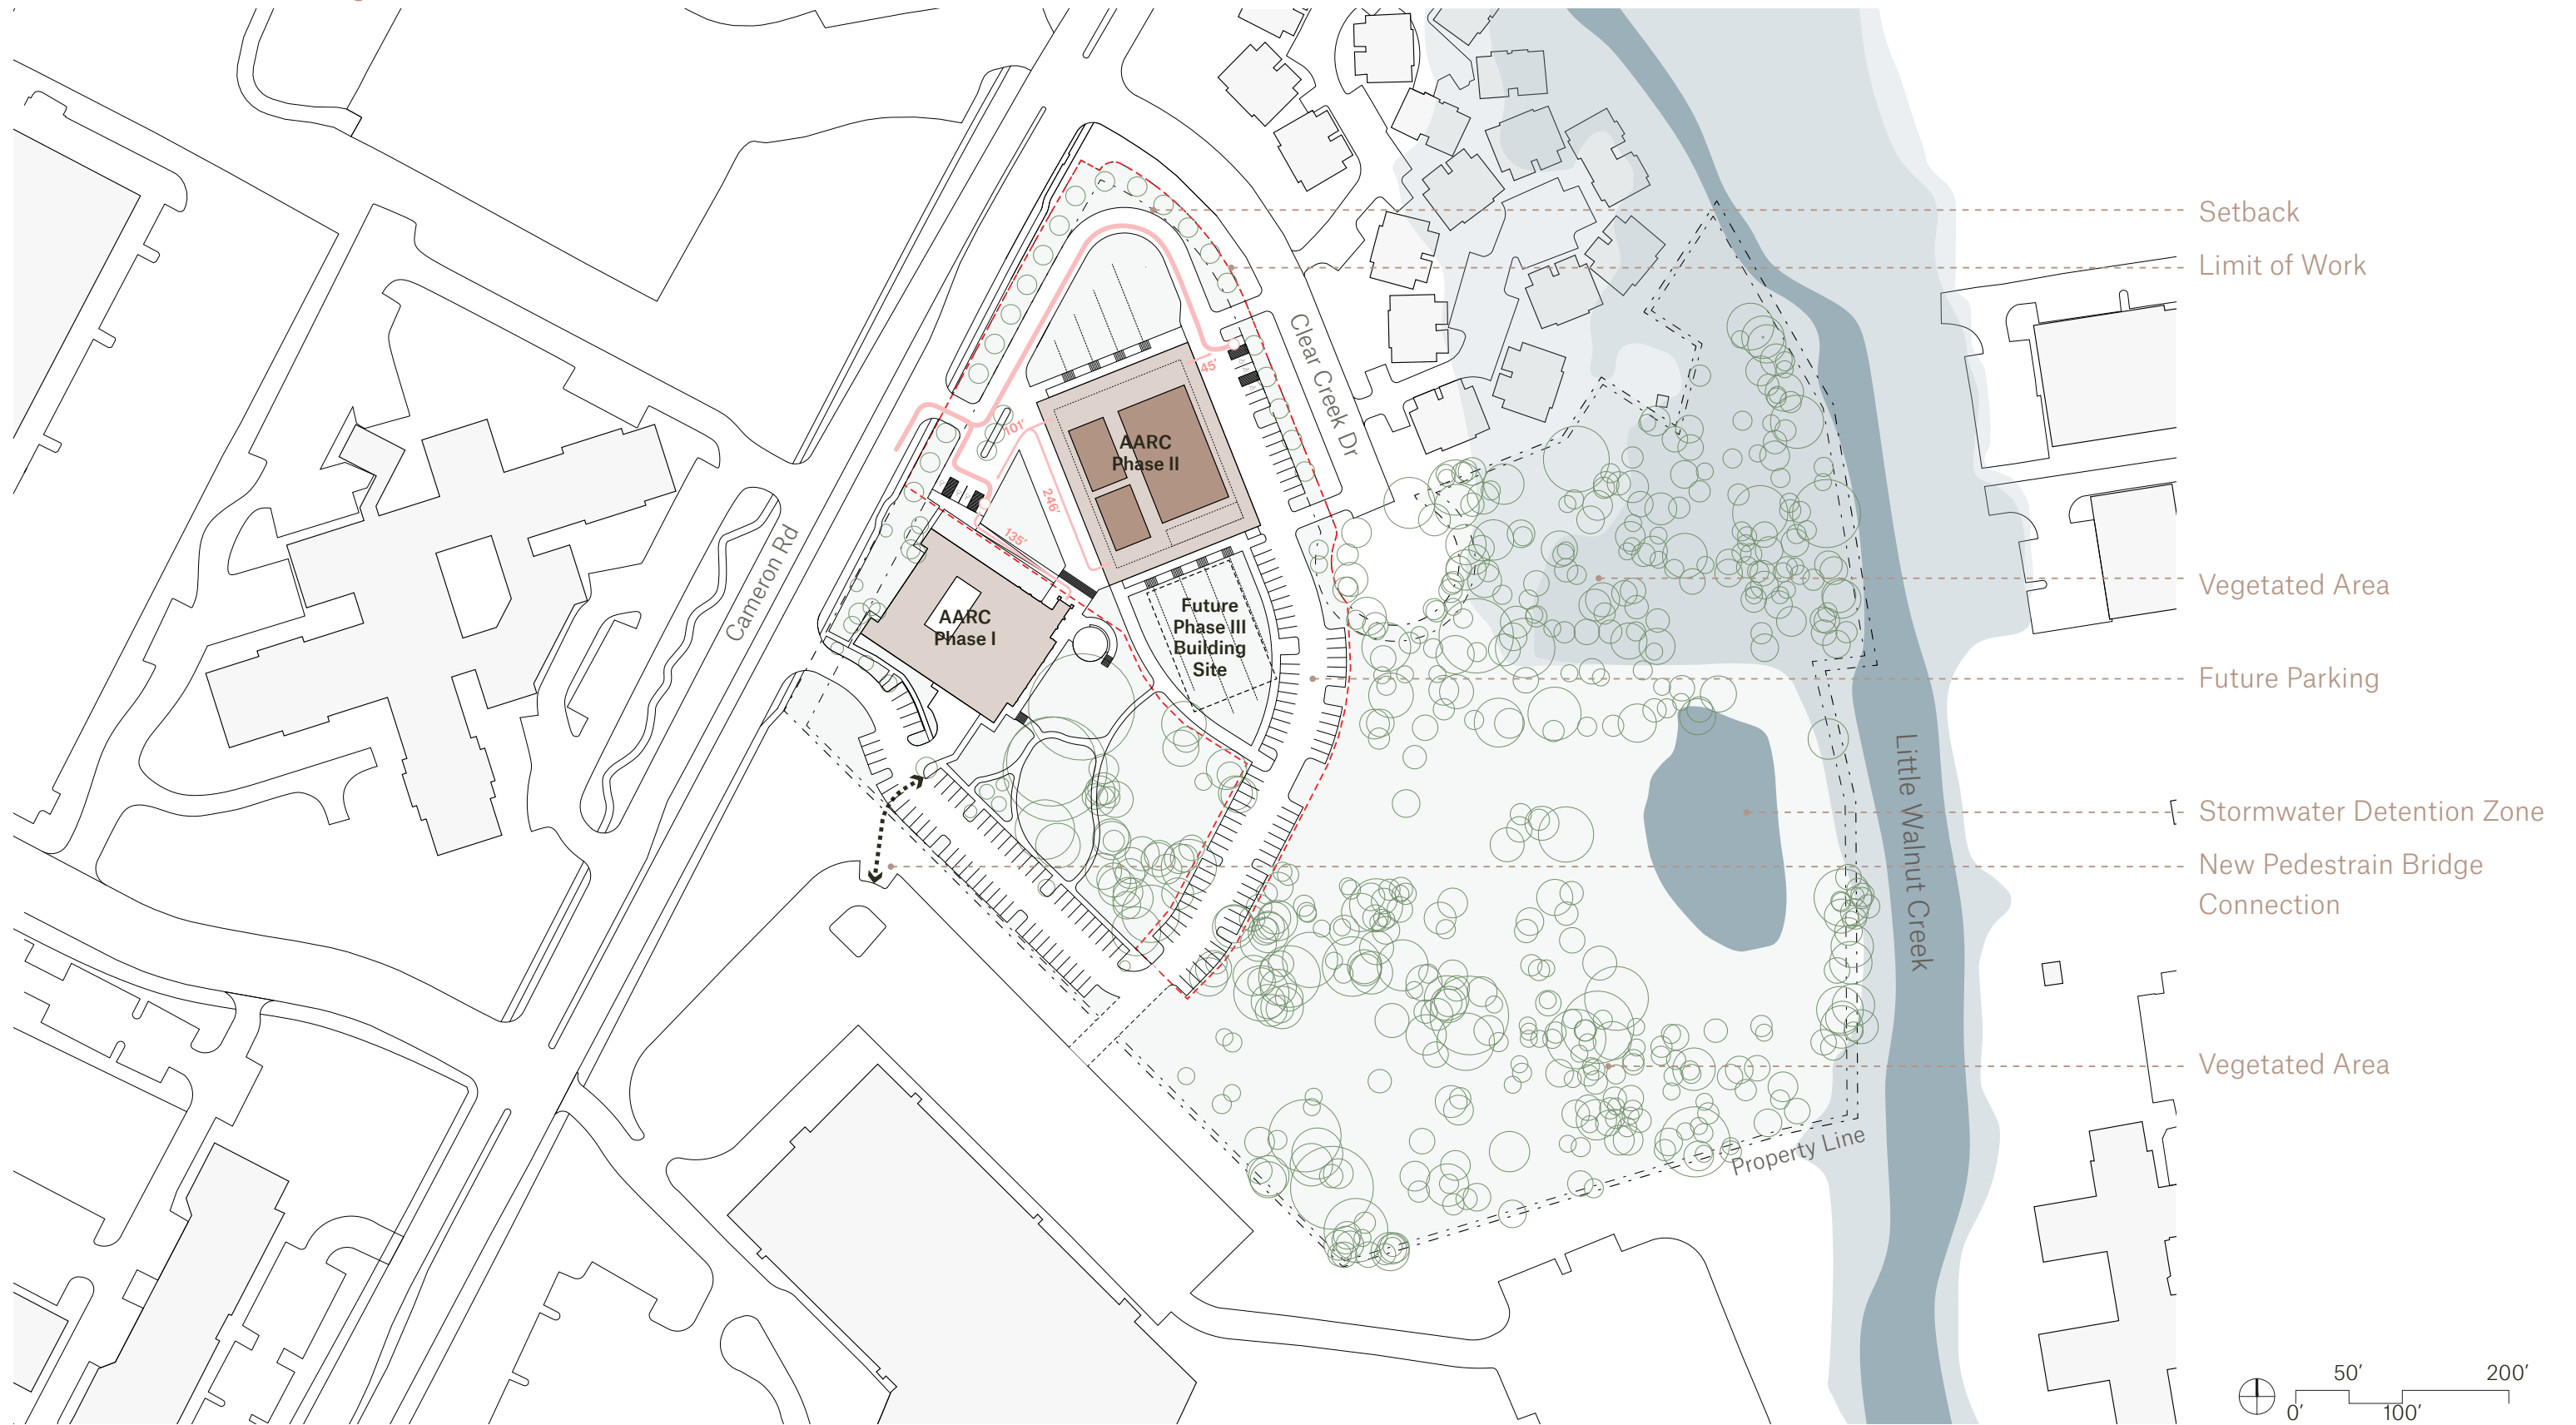 Setback
Limit of Work
Clear Creek Dr
45'
101'
AARC
Phase II
246'
135'
Cameron Rd
Vegetated Area
AARC
Phase I
Future
Phase III
Building
Site
Future Parking
Little Walnut Creek
Stormwater Detention Zone
New Pedestrain Bridge
Connection
Vegetated Area
Property Line
50’
200’
0’
100’